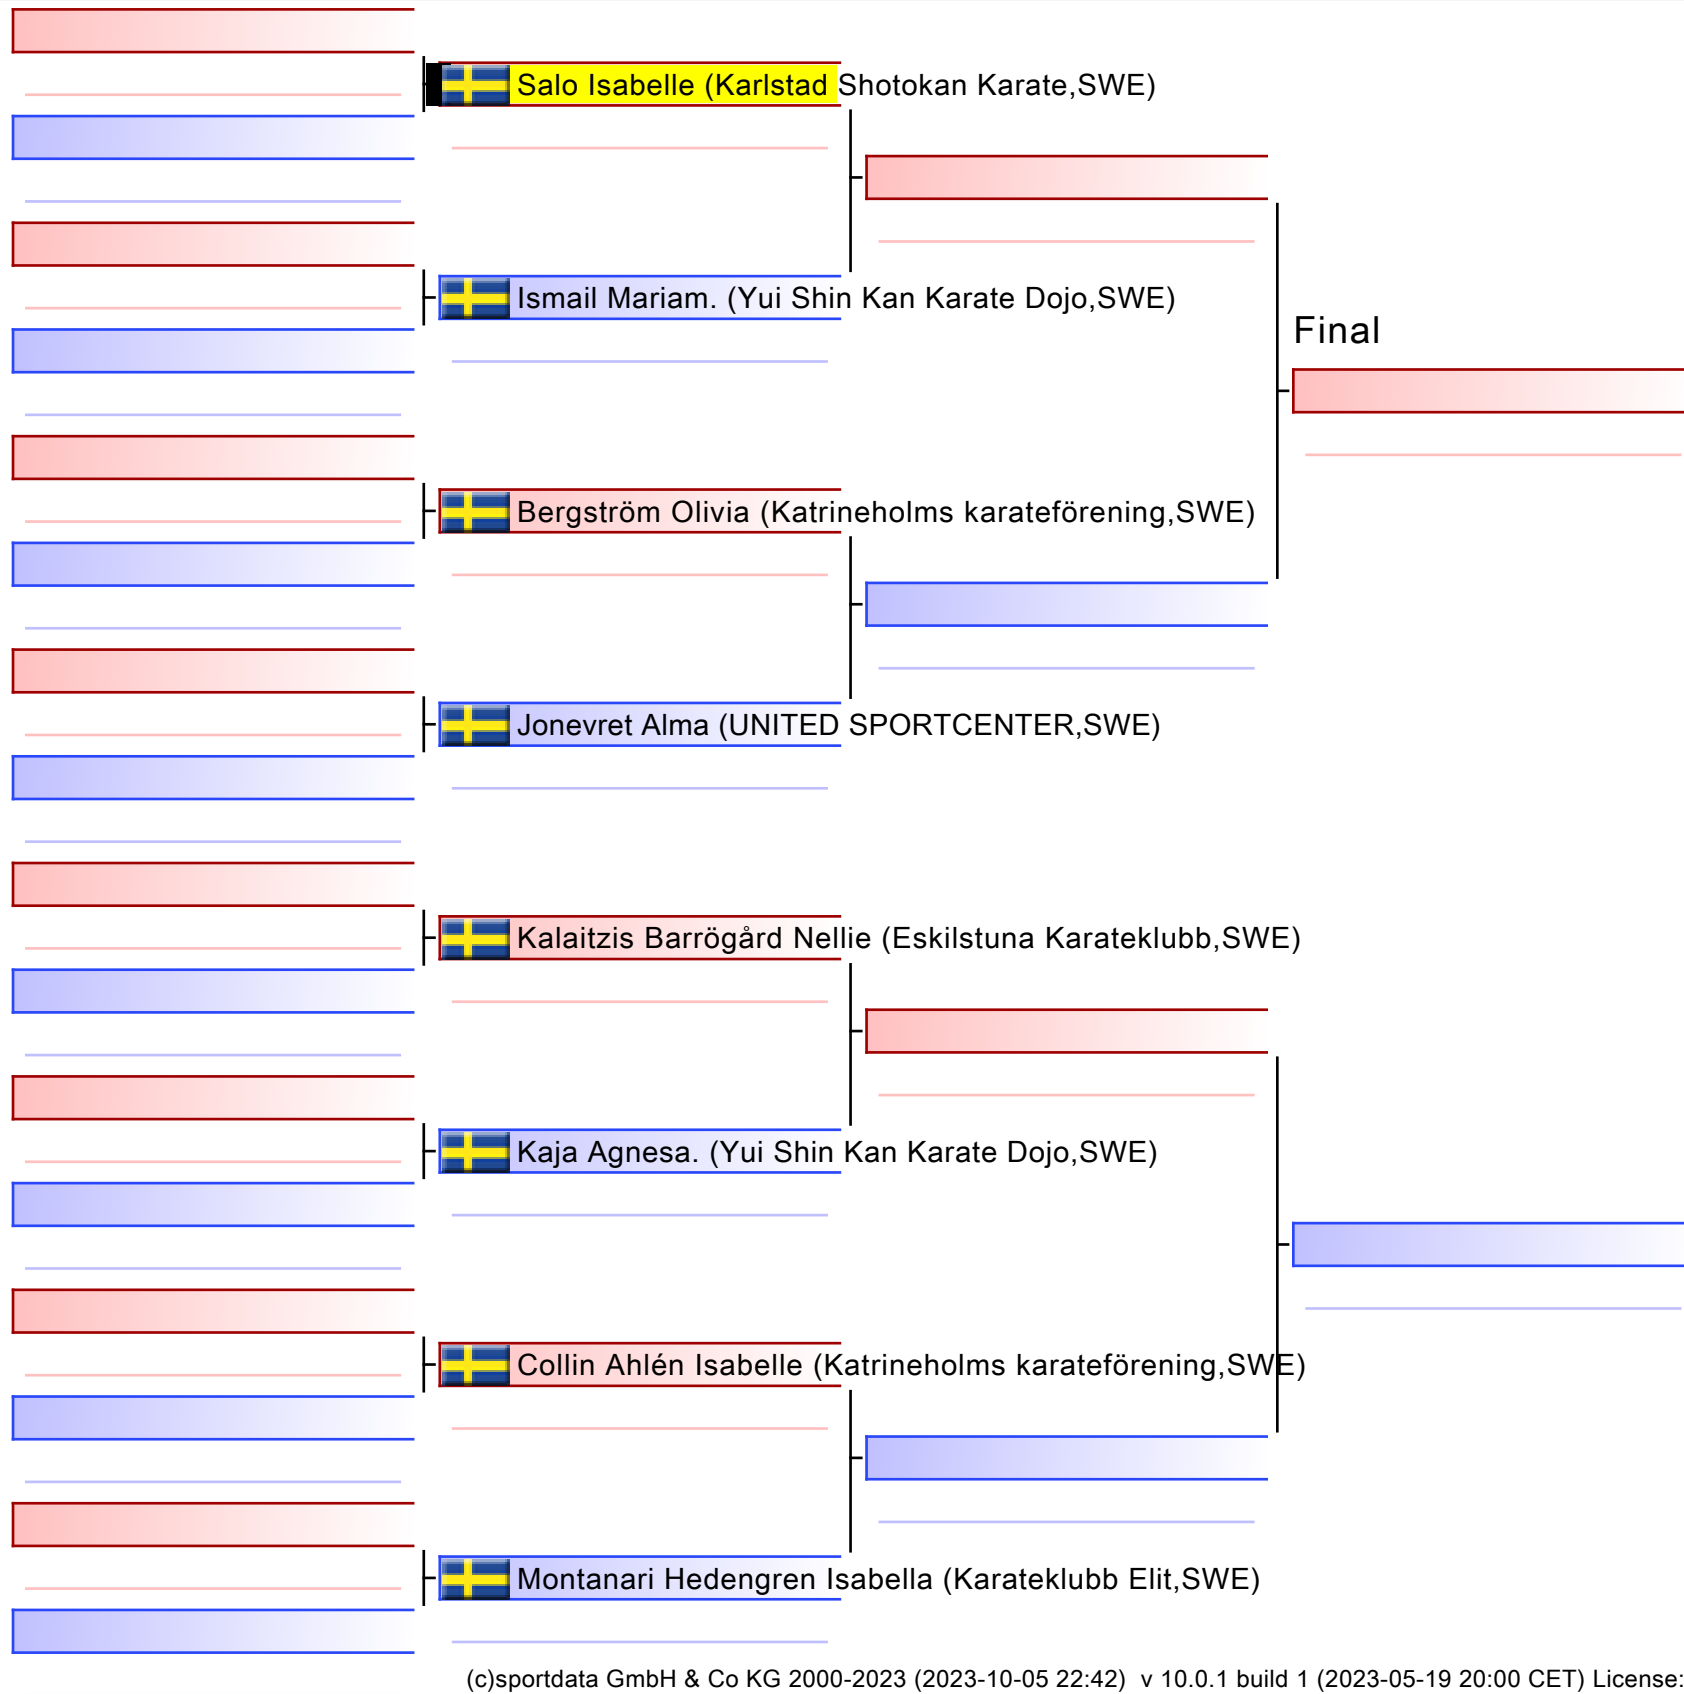 Salo Isabelle (Karlstad Shotokan Karate,SWE)
Ismail Mariam. (Yui Shin Kan Karate Dojo,SWE)
Final
Bergström Olivia (Katrineholms karateförening,SWE)
Jonevret Alma (UNITED SPORTCENTER,SWE)
Kalaitzis Barrögård Nellie (Eskilstuna Karateklubb,SWE)
Kaja Agnesa. (Yui Shin Kan Karate Dojo,SWE)
Collin Ahlén Isabelle (Katrineholms karateförening,SWE)
Montanari Hedengren Isabella (Karateklubb Elit,SWE)
(c)sportdata GmbH & Co KG 2000-2023 (2023-10-05 22:42) v 10.0.1 build 1 (2023-05-19 20:00 CET) License: